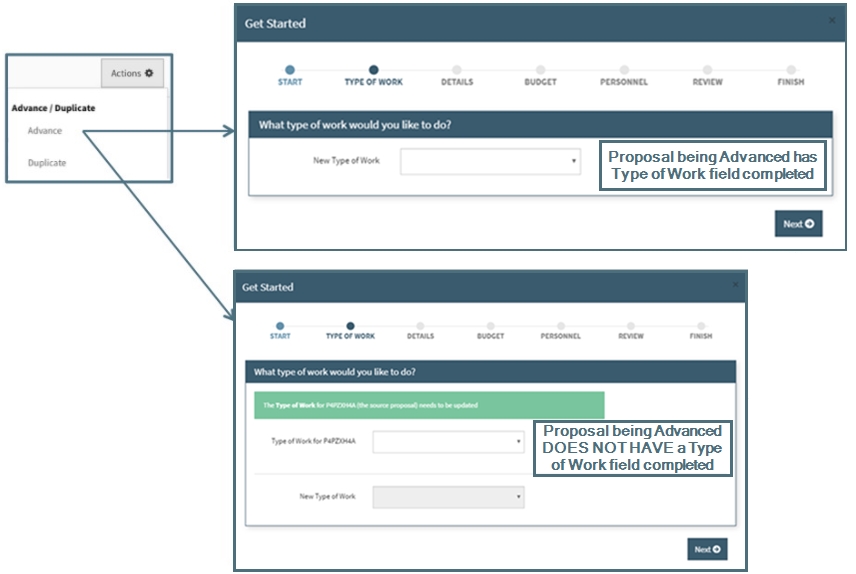 Actions
Advance / Duplicate
Advance
Duplicate
Get Started
×
START TYPE OF WORK DETAILS BUDGET PERSONNEL REVIEW FINISH
What type of work would you like to do?
New Type of Work
Proposal being Advanced has
Type of Work field completed
Next
Get Started
×
START TYPE OF WORK DETAILS BUDGET PERSONNEL REVIEW FINISH
What type of work would you like to do?
The Type of Work for P4PZXH4A (the source proposal) needs to be updated
Type of Work for P4PZXH4A
Proposal being Advanced
DOES NOT HAVE a Type
of Work field completed
New Type of Work
Next